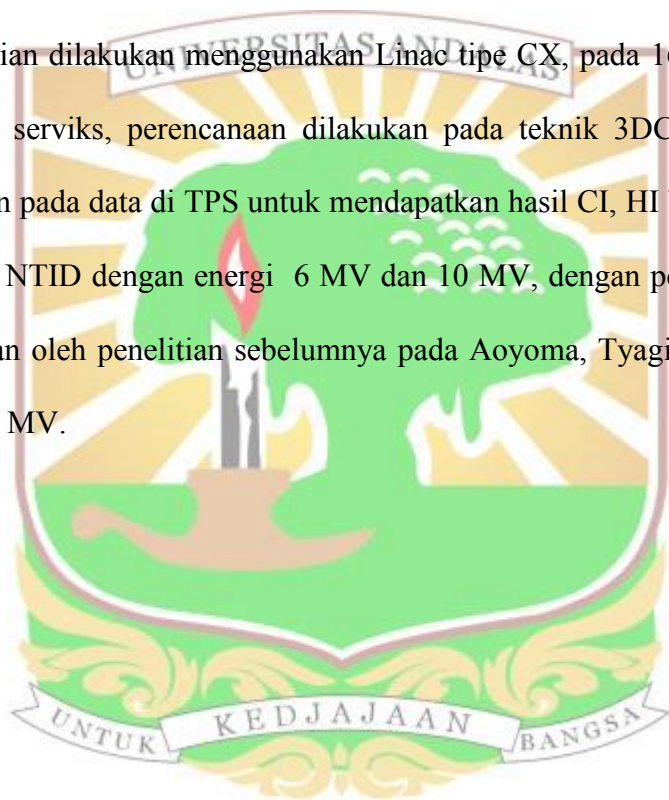 ian dilakukan menggunakan Linac tipe CX, pada 1
UNIVERSITAS ANDALAS
serviks, perencanaan dilakukan pada teknik 3DC
n pada data di TPS untuk mendapatkan hasil CI, HI
NTID dengan energi 6 MV dan 10 MV, dengan pe
an oleh penelitian sebelumnya pada Aoyoma, Tyagi
MV.
UNTUK KEDJAJAAN BANGSA